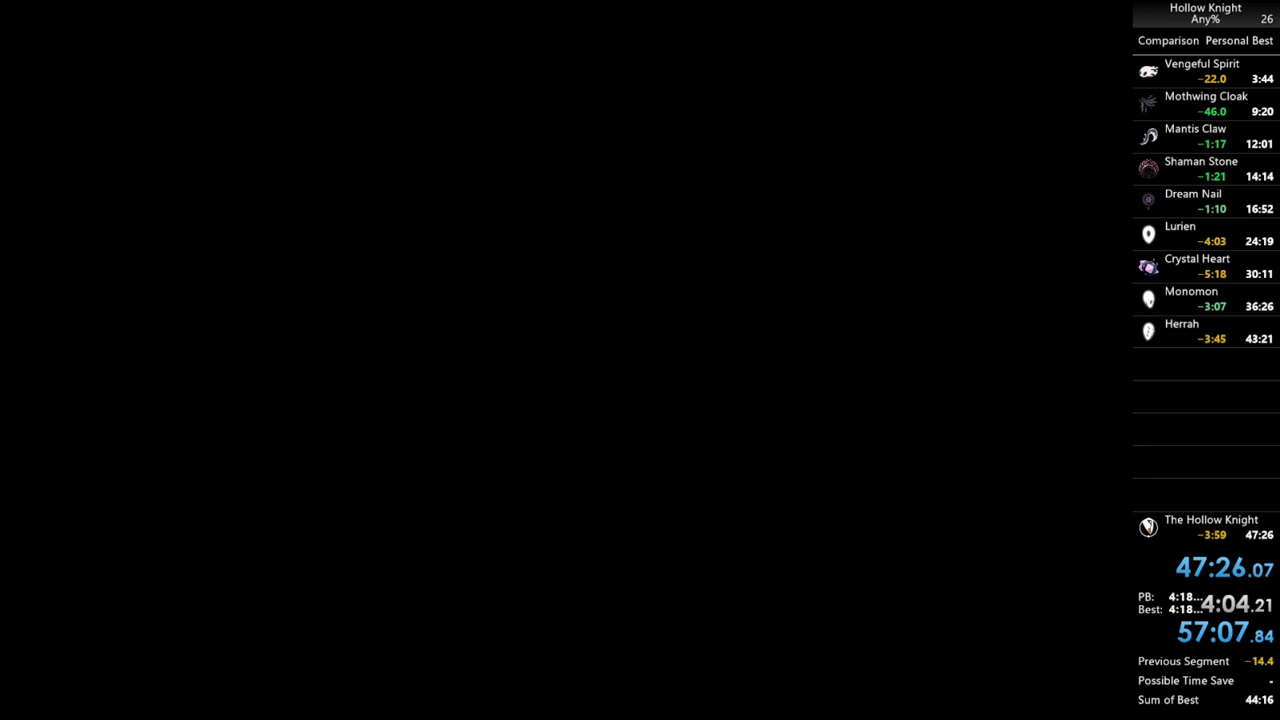 Hollow Knight
Any% 26
Comparison Personal Best
Vengeful Spirit
−22.0 3:44
Mothwing Cloak
−46.0 9:20
Mantis Claw
−1:17 12:01
Shaman Stone
−1:21 14:14
Dream Nail
−1:10 16:52
Lurien
−4:03 24:19
Crystal Heart
−5:18 30:11
Monomon
−3:07 36:26
Herrah
−3:45 43:21
The Hollow Knight
−3:59 47:26
47:26.07
PB: 4:18... 4:04.21
Best: 4:18...
57:07.84
Previous Segment −14.4
Possible Time Save -
Sum of Best 44:16